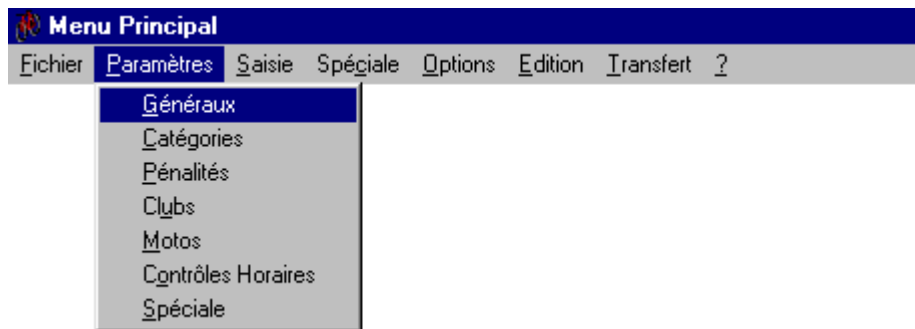 Menu Principal
Fichier Paramètres Saisie Spéciale Options Edition Transfert ?
Généraux
Catégories
Pénalités
Clubs
Motos
Contrôles Horaires
Spéciale